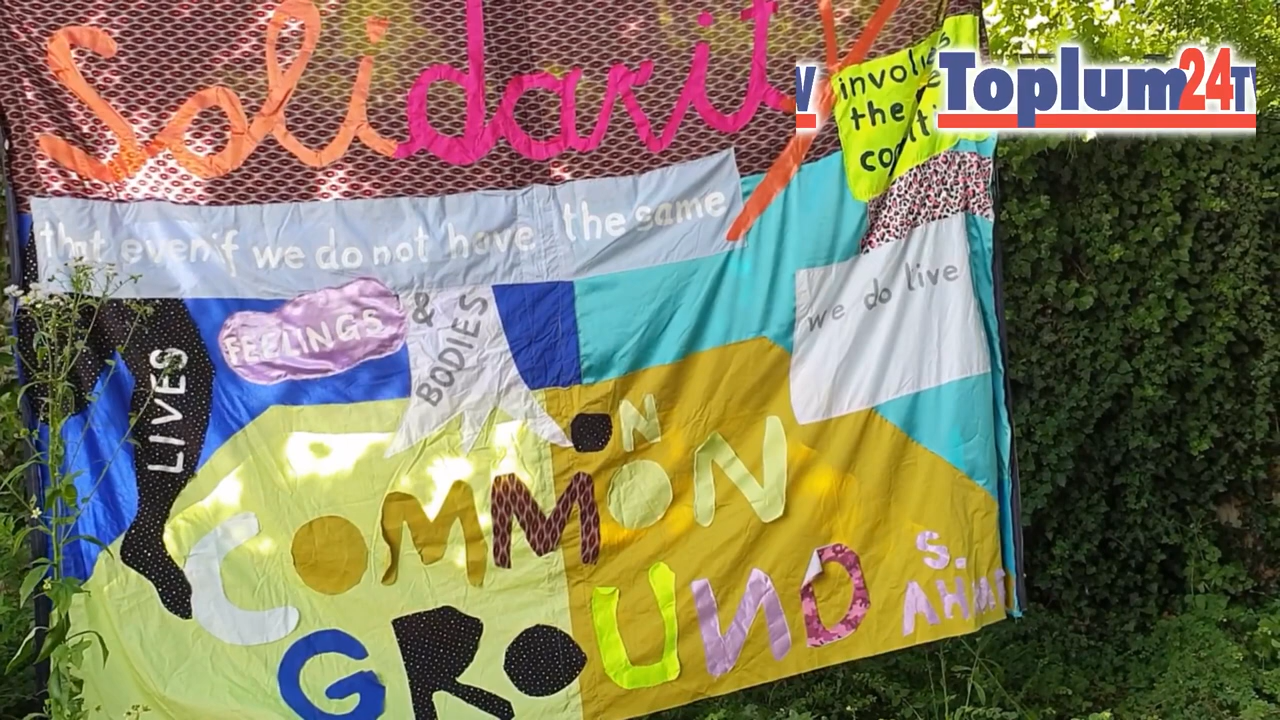 Solidarity
involves
the
V
Toplum24TV
that even if we do not have the same
we do live
FEELINGS
&
BODIES
LIVES
ON
COMMON
GROUND
S.